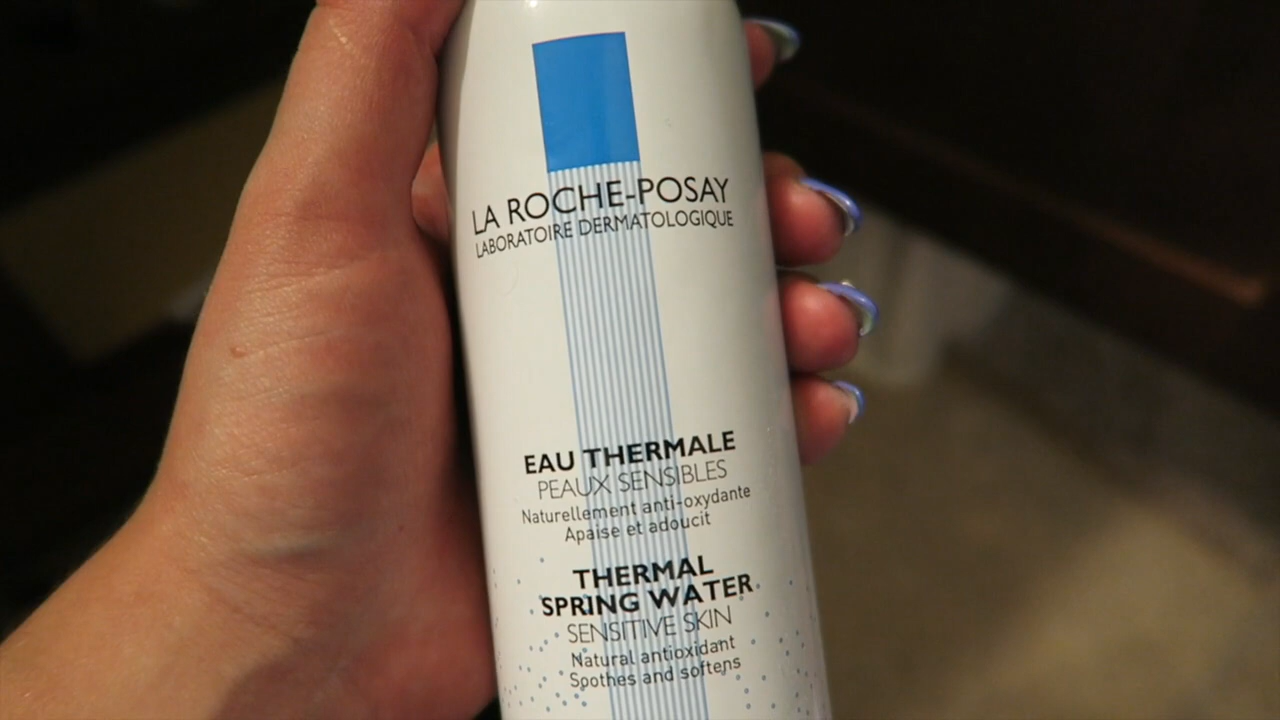 LA ROCHE-POSAY
LABORATOIRE DERMATOLOGIQUE
EAU THERMALE
PEAUX SENSIBLES
Naturellement anti-oxydante
Apaise et adoucit
THERMAL
SPRING WATER
SENSITIVE SKIN
Natural antioxidant
Soothes and softens